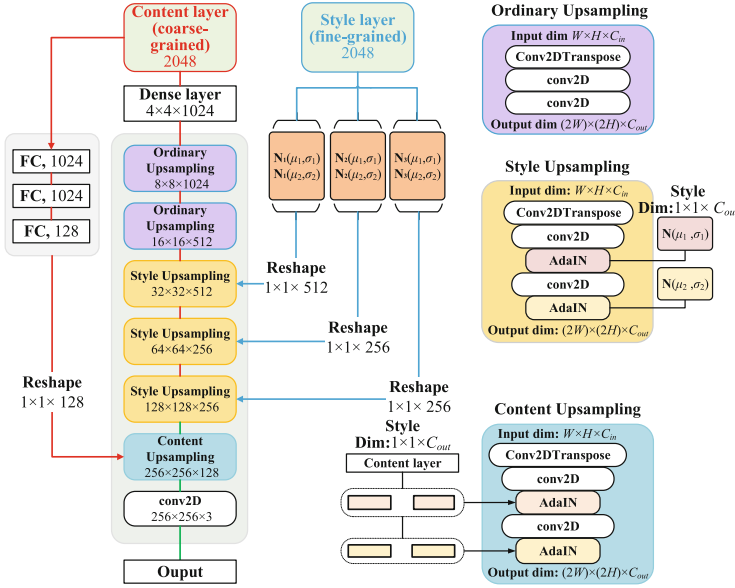 Content layer
(coarse-
grained)
2048
Dense layer
4×4×1024
FC, 1024
FC, 1024
FC, 128
Reshape
1×1× 128
Ordinary
Upsampling
8×8×1024
Ordinary
Upsampling
16×16×512
Style Upsampling
32×32×512
Style Upsampling
64×64×256
Style Upsampling
128×128×256
Content
Upsampling
256×256×128
conv2D
256×256×3
Ouput
Style layer
(fine-grained)
2048
N₁(μ₁,σ₁)
N₁(μ₂,σ₂)
N₂(μ₁,σ₁)
N₂(μ₂,σ₂)
N₃(μ₁,σ₁)
N₃(μ₂,σ₂)
Reshape
1×1× 512
Reshape
1×1× 256
Reshape
1×1× 256
Ordinary Upsampling
Input dim W×H×Cᵢₙ
Conv2DTranspose
conv2D
conv2D
Output dim (2W)×(2H)×Cₒᵤₜ
Style Upsampling
Input dim: W×H×Cᵢₙ
Conv2DTranspose
conv2D
AdaIN
conv2D
AdaIN
Output dim: (2W)×(2H)×Cₒᵤₜ
Style
Dim:1×1× Cₒᵤₜ
N(μ₁ ,σ₁)
N(μ₂ ,σ₂)
Content Upsampling
Input dim: W×H×Cᵢₙ
Conv2DTranspose
conv2D
AdaIN
conv2D
AdaIN
Output dim: (2W)×(2H)×Cₒᵤₜ
Style
Dim:1×1×Cₒᵤₜ
Content layer